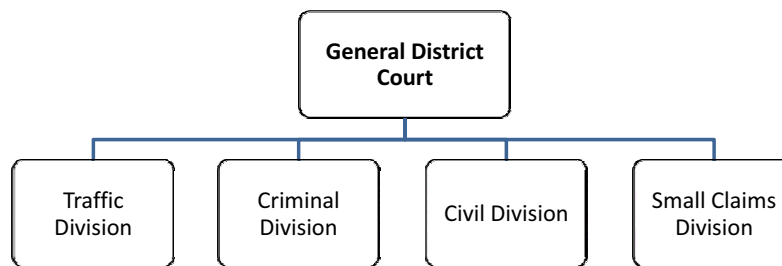 General District
Court
Traffic
Division
Criminal
Division
Civil Division
Small Claims
Division